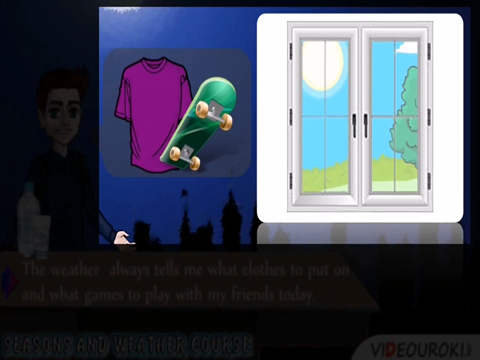 The weather always tells me what clothes to put on
and what games to play with my friends today.
SEASONS AND WEATHER COURSE
VIDEOUROKI